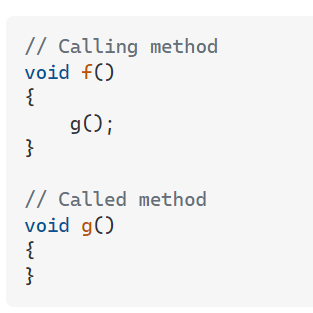 // Calling method
void f()
{
    g();
}

// Called method
void g()
{
}